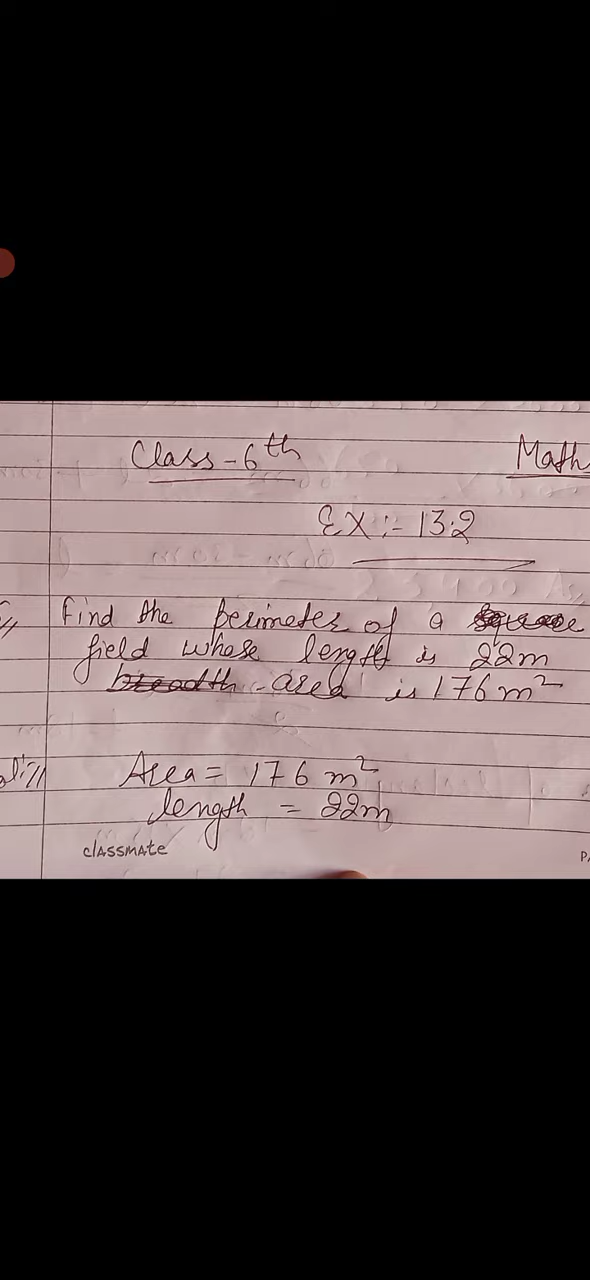 Class-6th
Math
Ex:- 13.2
Find the perimeter of a
field whose length is 22m
breadth - area is 176 m²
Area = 176 m²
length = 22m
classmate